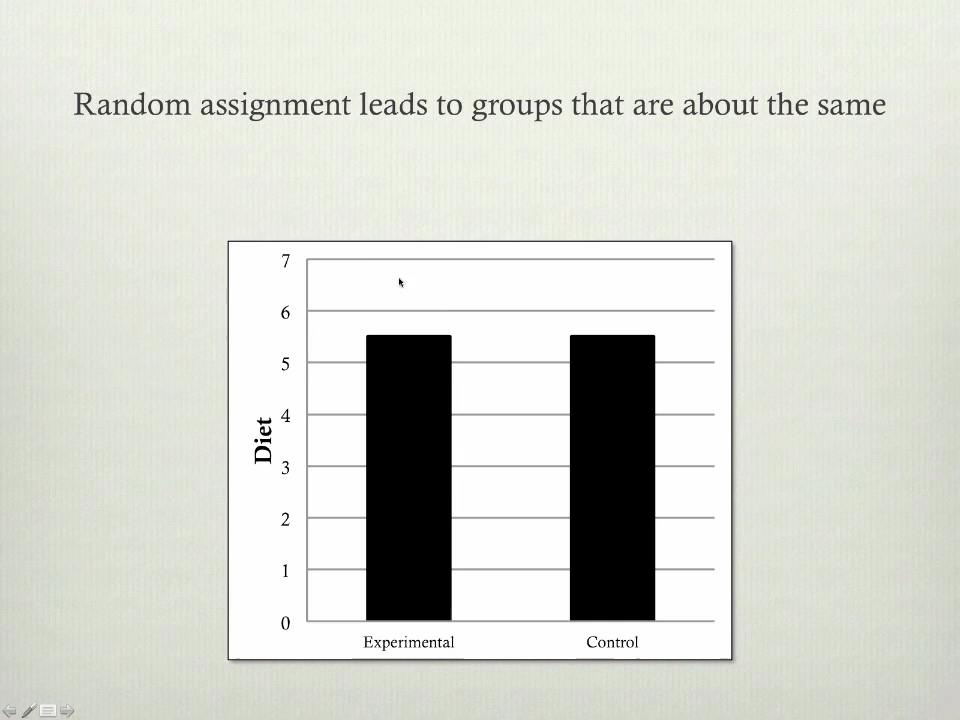 Random assignment leads to groups that are about the same
7
6
5
4
3
2
1
0
Diet
Experimental
Control